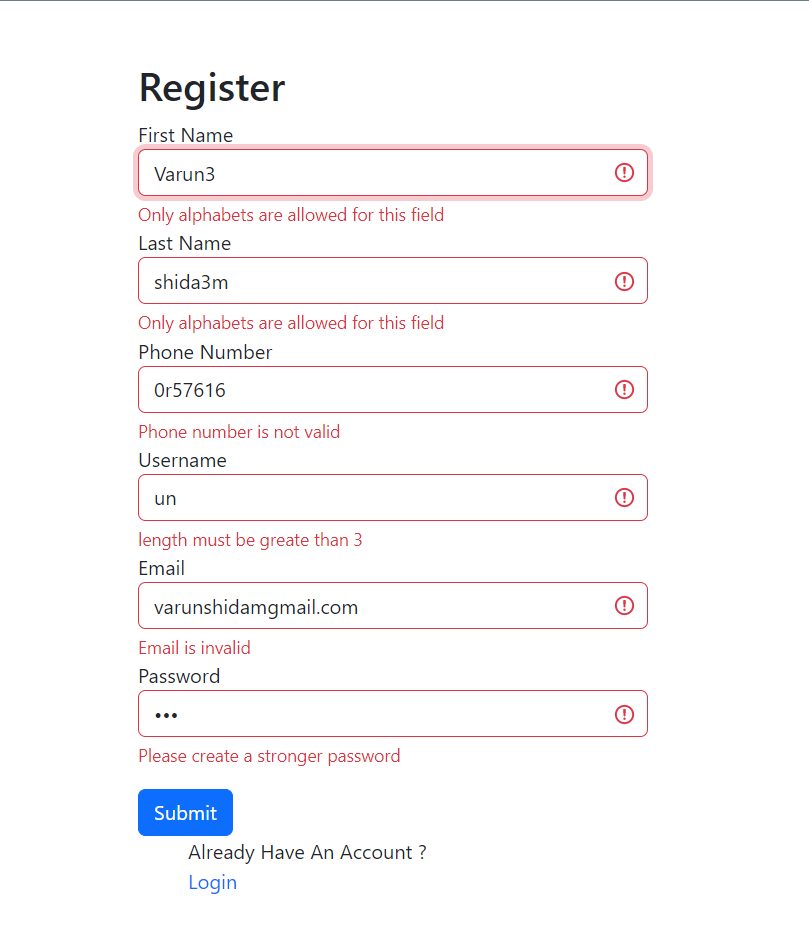 Register
First Name
Varun3
Only alphabets are allowed for this field
Last Name
shida3m
Only alphabets are allowed for this field
Phone Number
0r57616
Phone number is not valid
Username
un
length must be greate than 3
Email
varunshidamgmail.com
Email is invalid
Password
•••
Please create a stronger password
Submit
Already Have An Account ?
Login